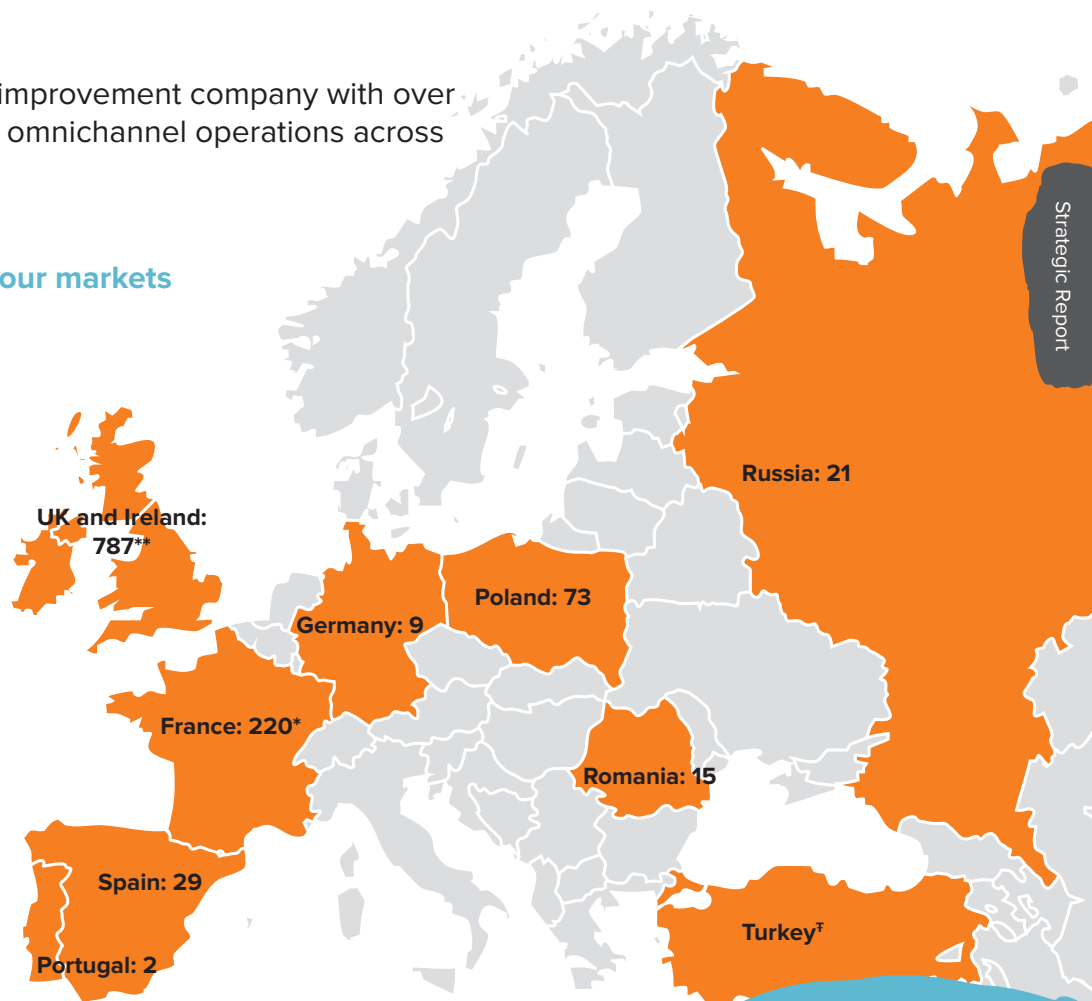 improvement company with over
omnichannel operations across
our markets
Strategic Report
Russia: 21
UK and Ireland:
787**
Poland: 73
Germany: 9
France: 220*
Romania: 15
Spain: 29
Turkey₮
Portugal: 2